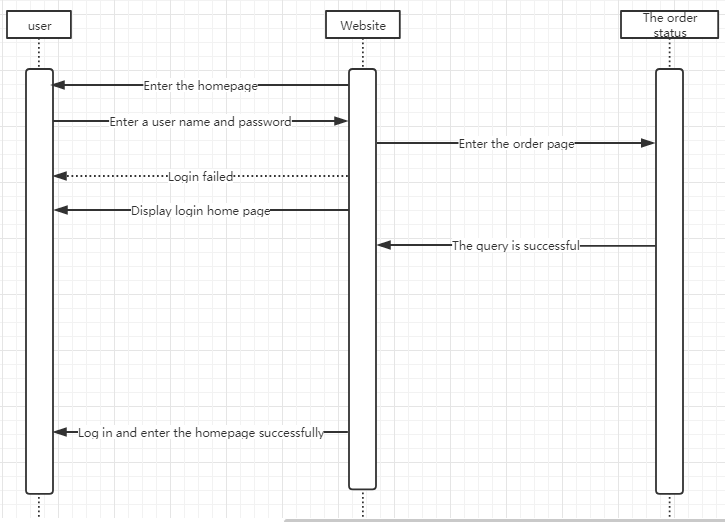 user
Website
The order
status
Enter the homepage
Enter a user name and password
Enter the order page
Login failed
Display login home page
The query is successful
Log in and enter the homepage successfully